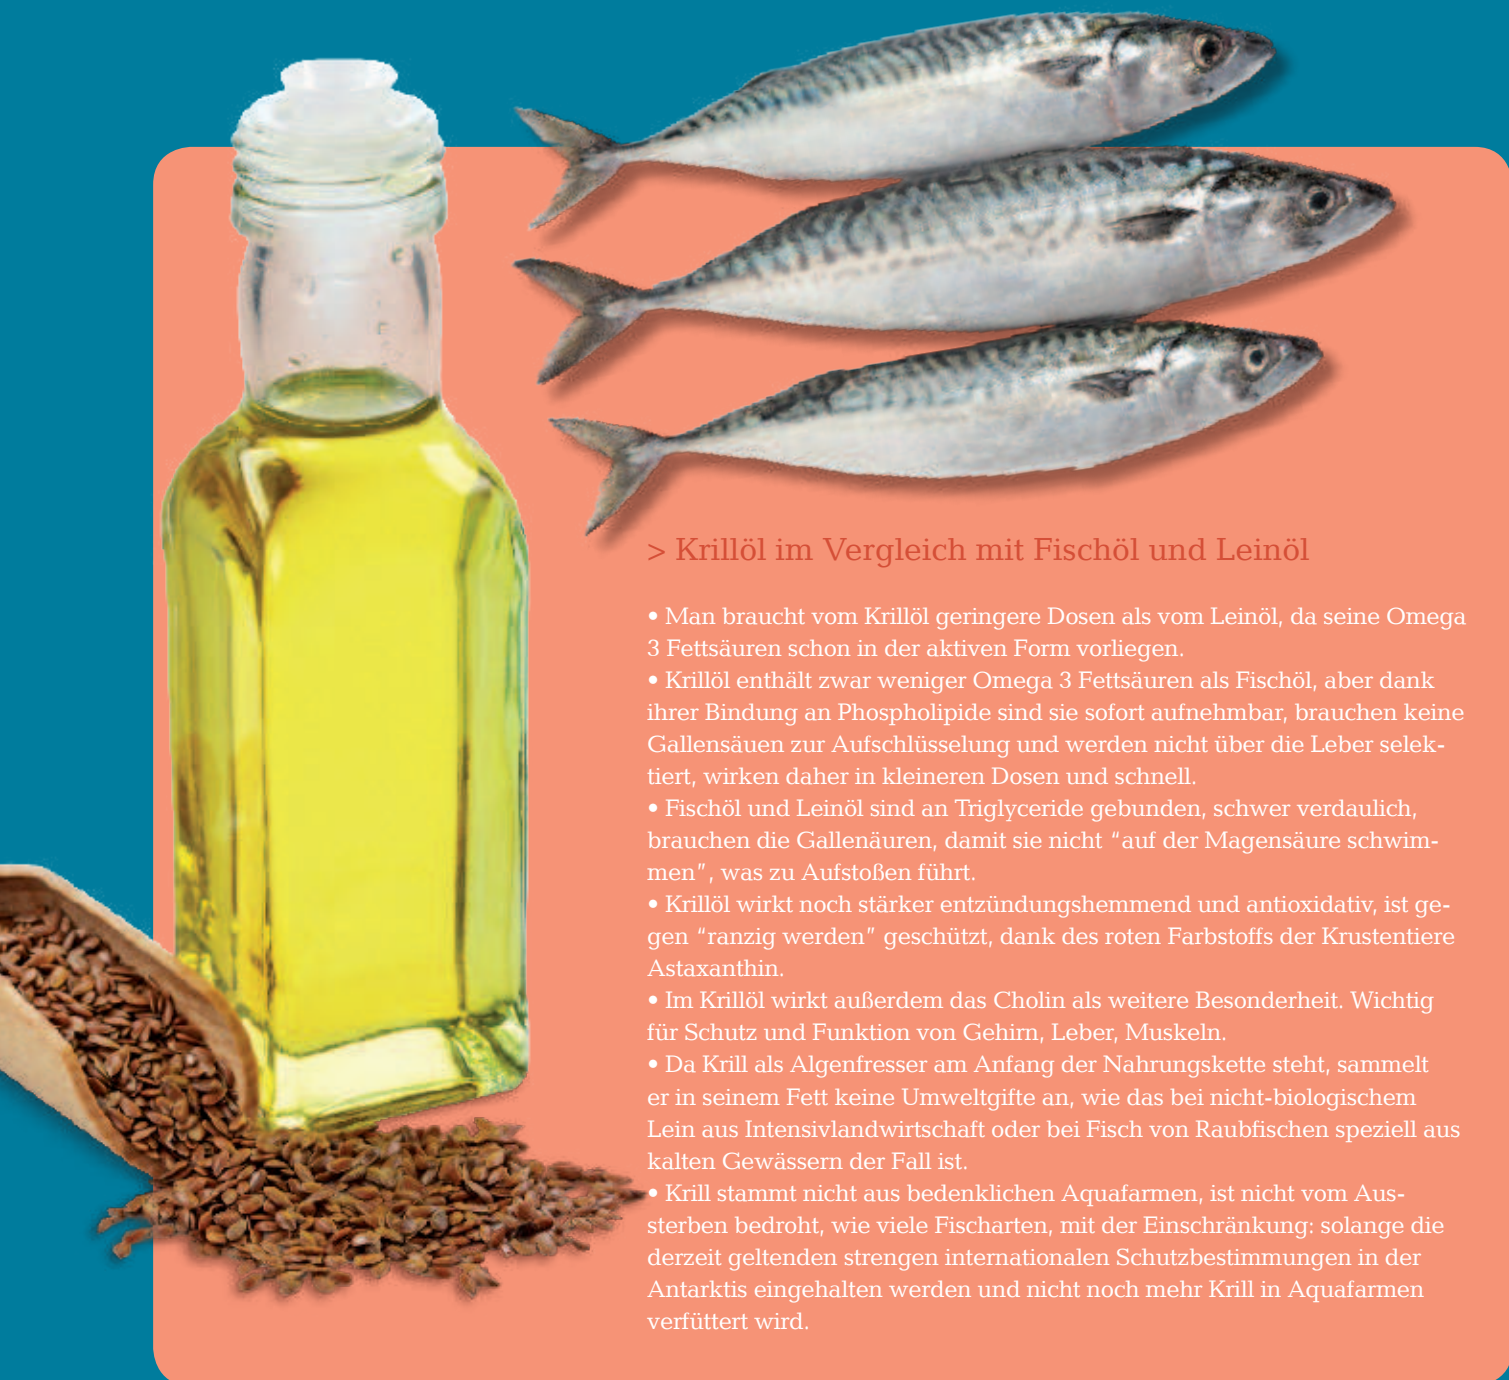 > Krillöl im Vergleich mit Fischöl und Leinöl
• Man braucht vom Krillöl geringere Dosen als vom Leinöl, da seine Omega
3 Fettsäuren schon in der aktiven Form vorliegen.
• Krillöl enthält zwar weniger Omega 3 Fettsäuren als Fischöl, aber dank
ihrer Bindung an Phospholipide sind sie sofort aufnehmbar, brauchen keine
Gallensäuen zur Aufschlüsselung und werden nicht über die Leber selek-
tiert, wirken daher in kleineren Dosen und schnell.
• Fischöl und Leinöl sind an Triglyceride gebunden, schwer verdaulich,
brauchen die Gallenäuren, damit sie nicht “auf der Magensäure schwim-
men”, was zu Aufstoßen führt.
• Krillöl wirkt noch stärker entzündungshemmend und antioxidativ, ist ge-
gen “ranzig werden” geschützt, dank des roten Farbstoffs der Krustentiere
Astaxanthin.
• Im Krillöl wirkt außerdem das Cholin als weitere Besonderheit. Wichtig
für Schutz und Funktion von Gehirn, Leber, Muskeln.
• Da Krill als Algenfresser am Anfang der Nahrungskette steht, sammelt
er in seinem Fett keine Umweltgifte an, wie das bei nicht-biologischem
Lein aus Intensivlandwirtschaft oder bei Fisch von Raubfischen speziell aus
kalten Gewässern der Fall ist.
• Krill stammt nicht aus bedenklichen Aquafarmen, ist nicht vom Aus-
sterben bedroht, wie viele Fischarten, mit der Einschränkung: solange die
derzeit geltenden strengen internationalen Schutzbestimmungen in der
Antarktis eingehalten werden und nicht noch mehr Krill in Aquafarmen
verfüttert wird.